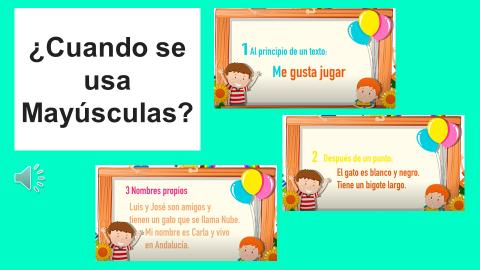 ¿Cuando se
usa
Mayúsculas?
1 Al principio de un texto:
Me gusta jugar
2 Después de un punto:
El gato es blanco y negro.
Tiene un bigote largo.
3 Nombres propios
Luis y José son amigos y
tienen un gato que se llama Nube.
Mi nombre es Carla y vivo
en Andalucía.